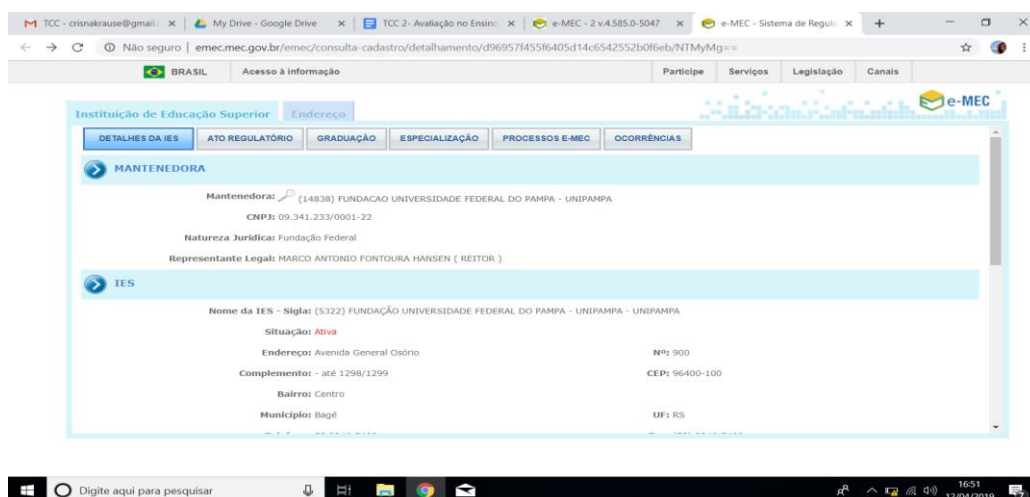 TCC - crisnakrause@gmail.c
My Drive - Google Drive
TCC 2- Avaliação no Ensino
e-MEC - 2 v.4.585.0-5047
e-MEC - Sistema de Regula
Não seguro | emec.mec.gov.br/emec/consulta-cadastro/detalhamento/d96957f455f6405d14c6542552b0f6eb/NTMyMg==
BRASIL Acesso à informação Participe Serviços Legislação Canais
e-MEC
Instituição de Educação Superior Endereço
DETALHES DA IES ATO REGULATÓRIO GRADUAÇÃO ESPECIALIZAÇÃO PROCESSOS E-MEC OCORRÊNCIAS
MANTENEDORA
Mantenedora: (14838) FUNDACAO UNIVERSIDADE FEDERAL DO PAMPA - UNIPAMPA
CNPJ: 09.341.233/0001-22
Natureza Jurídica: Fundação Federal
Representante Legal: MARCO ANTONIO FONTOURA HANSEN ( REITOR )
IES
Nome da IES - Sigla: (5322) FUNDAÇÃO UNIVERSIDADE FEDERAL DO PAMPA - UNIPAMPA - UNIPAMPA
Situação: Ativa
Endereço: Avenida General Osório Nº: 900
Complemento: - até 1298/1299 CEP: 96400-100
Bairro: Centro
Município: Bagé UF: RS
Digite aqui para pesquisar
16:51
12/04/2019